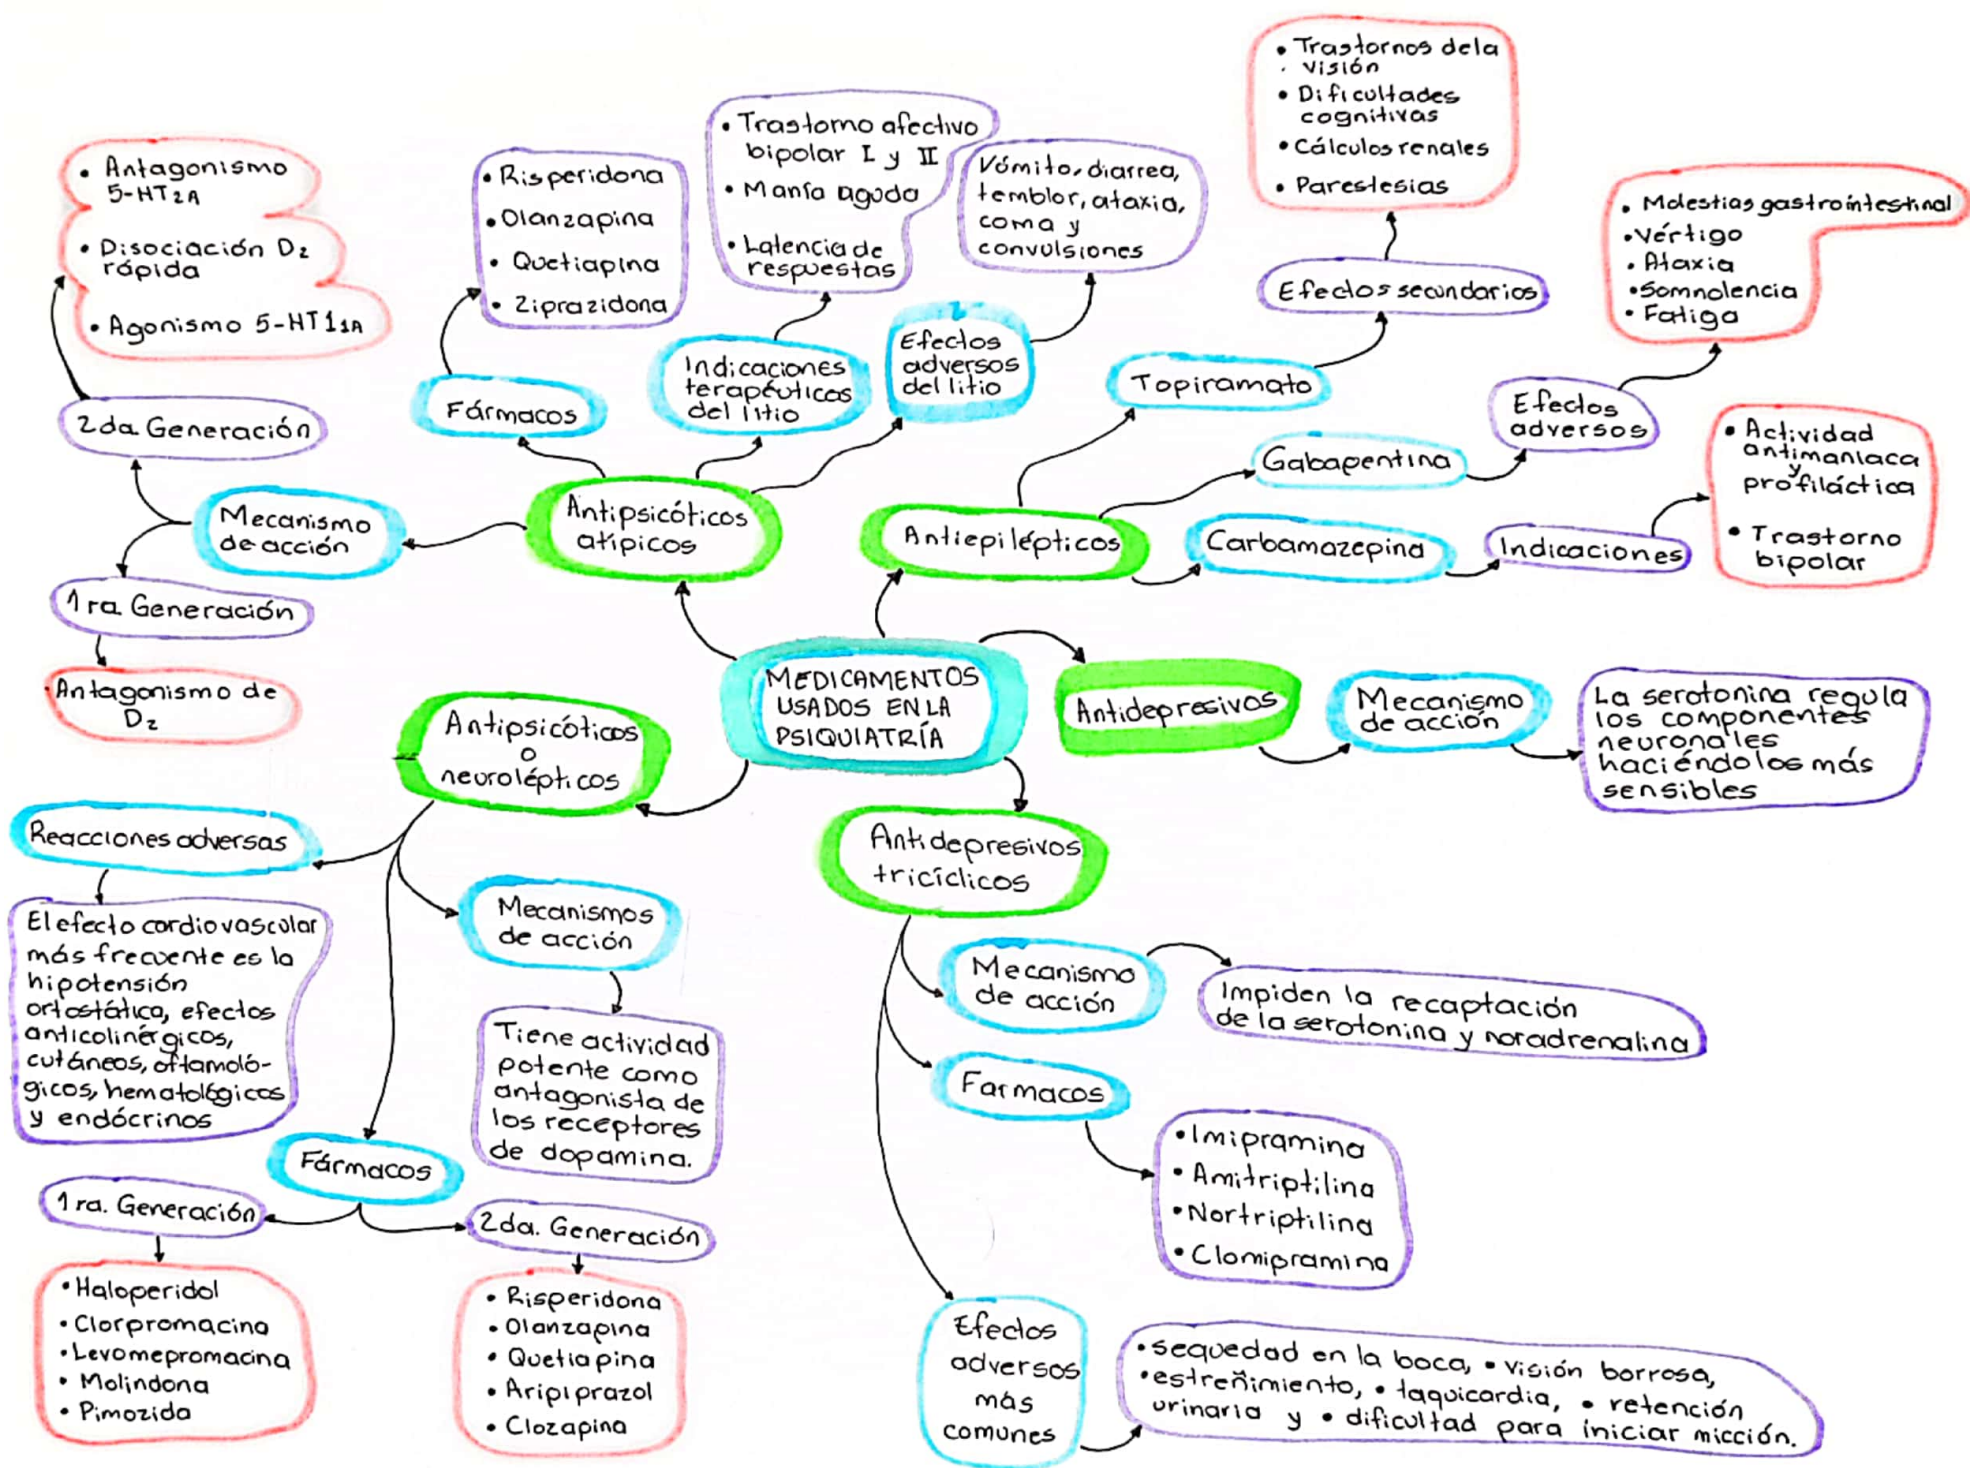 MEDICAMENTOS
USADOS EN LA
PSIQUIATRÍA
Antipsicóticos
atípicos
Mecanismo
de acción
2da Generación
• Antagonismo
5-HT2A
• Disociación D2
rápida
• Agonismo 5-HT11A
1ra Generación
Antagonismo de
D2
Fármacos
• Risperidona
• Olanzapina
• Quetiapina
• Ziprazidona
Indicaciones
terapéuticas
del litio
• Trastorno afectivo
bipolar I y II
• Manía aguda
• Latencia de
respuestas
Efectos
adversos
del litio
Vómito, diarrea,
temblor, ataxia,
coma y
convulsiones
Antiepilépticos
Topiramato
Efectos secundarios
• Trastornos de la
visión
• Dificultades
cognitivas
• Cálculos renales
• Parestesias
Gabapentina
Efectos
adversos
• Molestias gastrointestinal
• Vértigo
• Ataxia
• Somnolencia
• Fatiga
Carbamazepina
Indicaciones
• Actividad
antimaníaca
y
profiláctica
• Trastorno
bipolar
Antidepresivos
Mecanismo
de acción
La serotonina regula
los componentes
neuronales
haciéndolos más
sensibles
Antipsicóticos
o
neurolépticos
Reacciones adversas
El efecto cardiovascular
más frecuente es la
hipotensión
ortostática, efectos
anticolinérgicos,
cutáneos, oftamoló-
gicos, hematológicos
y endócrinos
Mecanismos
de acción
Tiene actividad
potente como
antagonista de
los receptores
de dopamina.
Fármacos
1ra. Generación
• Haloperidol
• Clorpromacina
• Levomepromacina
• Molindona
• Pimozida
2da. Generación
• Risperidona
• Olanzapina
• Quetiapina
• Aripiprazol
• Clozapina
Antidepresivos
tricíclicos
Mecanismo
de acción
Impiden la recaptación
de la serotonina y noradrenalina
Farmacos
• Imipramina
• Amitriptilina
• Nortriptilina
• Clomipramina
Efectos
adversos
más
comunes
• sequedad en la boca, • visión borrosa,
• estreñimiento, • taquicardia, • retención
urinaria y • dificultad para iniciar micción.